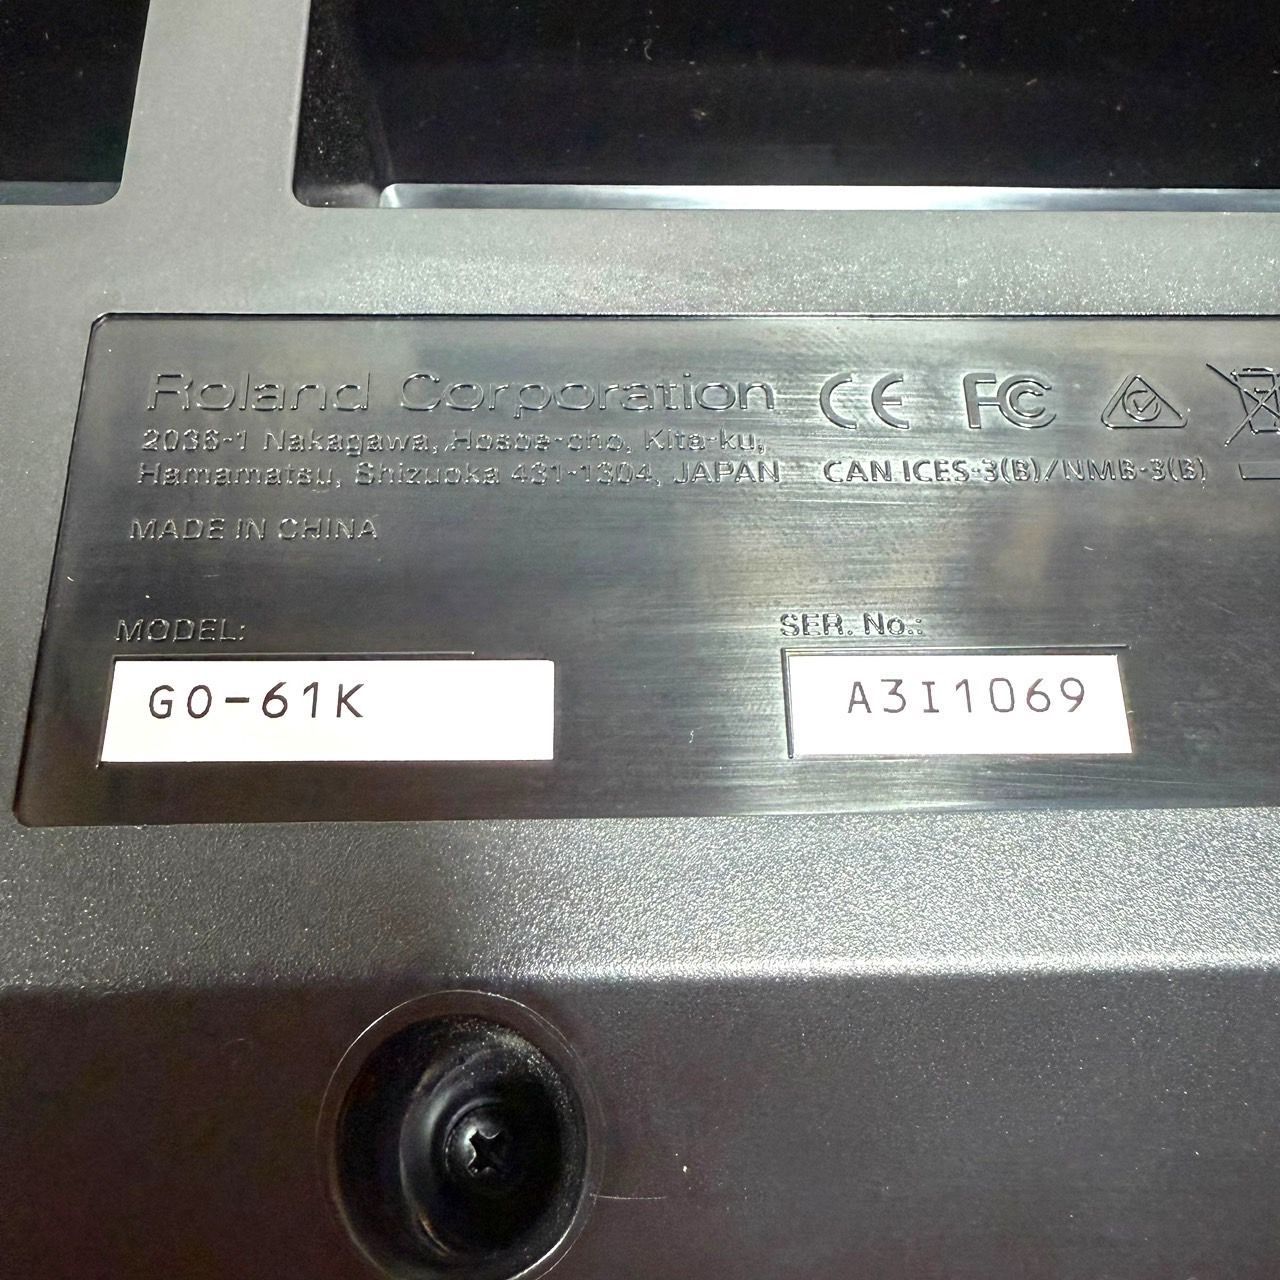 Roland Corporation
2036-1 Nakagawa, Hosoe-cho, Kita-ku,
Hamamatsu, Shizuoka 431-1304, JAPAN
MADE IN CHINA
CE FC
CAN ICES-3(B)/NMB-3(B)
MODEL:
GO-61K
SER. No.:
A3I1069